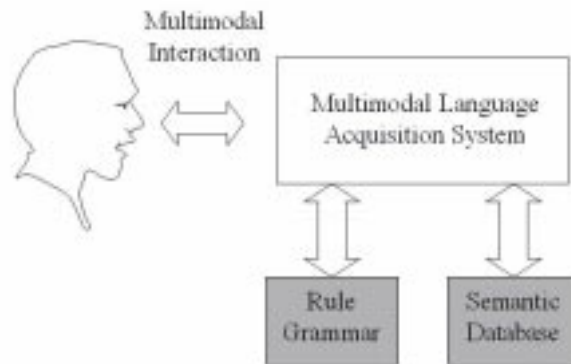 Multimodal
Interaction
Multimodal Language
Acquisition System
Rule
Grammar
Semantic
Database